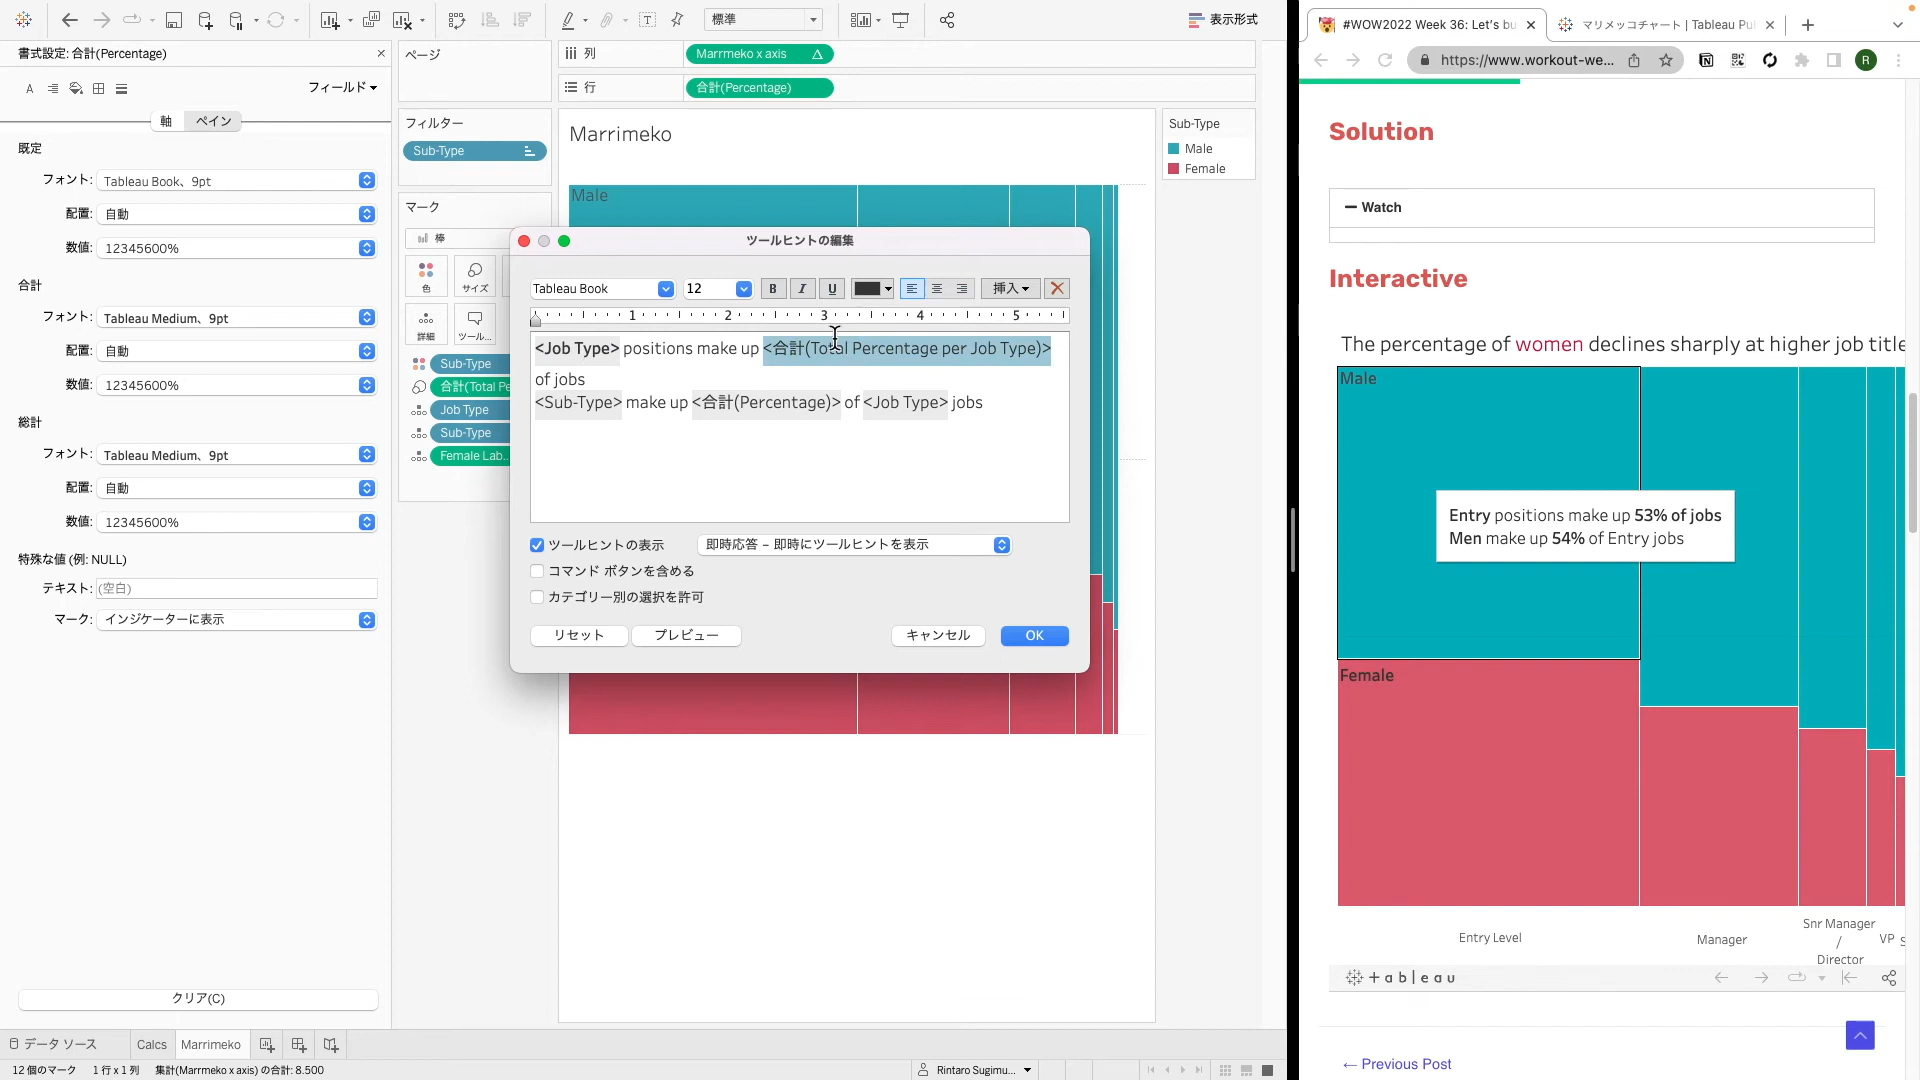 標準
表示形式
書式設定: 合計(Percentage)
フィールド
軸
ペイン
既定
フォント: Tableau Book、9pt
配置: 自動
数値: 12345600%
合計
フォント: Tableau Medium、9pt
配置: 自動
数値: 12345600%
総計
フォント: Tableau Medium、9pt
配置: 自動
数値: 12345600%
特殊な値 (例: NULL)
テキスト: (空白)
マーク: インジケーターに表示
クリア(C)
ページ
フィルター
Sub-Type
マーク
棒
色
サイズ
詳細
ツール...
Sub-Type
合計(Total Pe
Job Type
Sub-Type
Female Lab..
列
Marrmeko x axis
行
合計(Percentage)
Marrimeko
Male
Sub-Type
Male
Female
ツールヒントの編集
Tableau Book
12
B
I
U
挿入
1 2 3 4 5
<Job Type> positions make up <合計(Total Percentage per Job Type)>
of jobs
<Sub-Type> make up <合計(Percentage)> of <Job Type> jobs
ツールヒントの表示
即時応答 – 即時にツールヒントを表示
コマンド ボタンを含める
カテゴリー別の選択を許可
リセット
プレビュー
キャンセル
OK
データ ソース
Calcs
Marrimeko
12 個のマーク
1 行 x 1 列
集計(Marrmeko x axis) の合計: 8.500
Rintaro Sugimu...
#WOW2022 Week 36: Let's bu
マリメッコチャート | Tableau Pu
https://www.workout-we...
R
Solution
Watch
Interactive
The percentage of women declines sharply at higher job title
Male
Entry positions make up 53% of jobs
Men make up 54% of Entry jobs
Female
Entry Level
Manager
Snr Manager
/
Director
VP
S
+ableau
← Previous Post